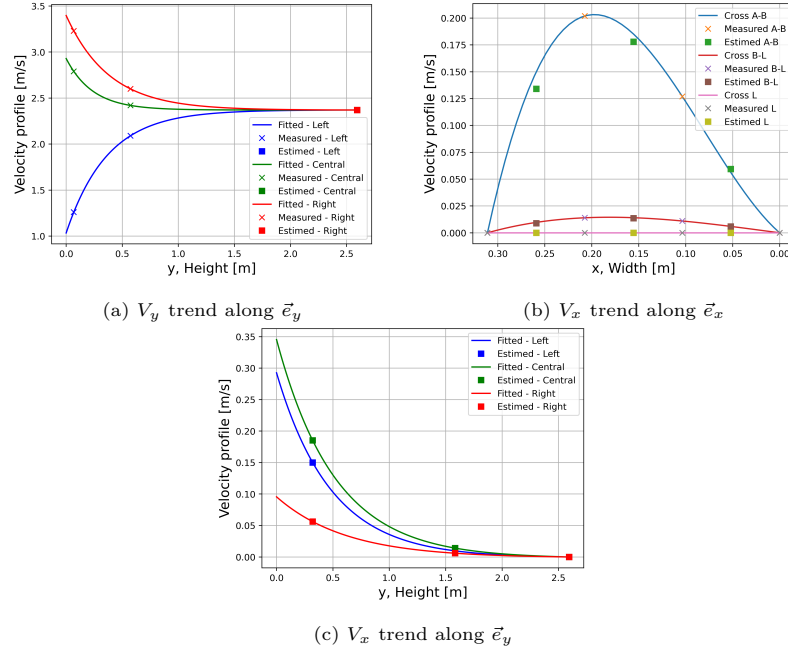 3.5
3.0
2.5
2.0
1.5
1.0
Velocity profile [m/s]
0.0 0.5 1.0 1.5 2.0 2.5
y, Height [m]
Fitted - Left
Measured - Left
Estimed - Left
Fitted - Central
Measured - Central
Estimed - Central
Fitted - Right
Measured - Right
Estimed - Right
(a) $V_y$ trend along $\vec{e}_y$
0.200
0.175
0.150
0.125
0.100
0.075
0.050
0.025
0.000
Velocity profile [m/s]
0.30 0.25 0.20 0.15 0.10 0.05 0.00
x, Width [m]
Cross A-B
Measured A-B
Estimed A-B
Cross B-L
Measured B-L
Estimed B-L
Cross L
Measured L
Estimed L
(b) $V_x$ trend along $\vec{e}_x$
0.35
0.30
0.25
0.20
0.15
0.10
0.05
0.00
Velocity profile [m/s]
0.0 0.5 1.0 1.5 2.0 2.5
y, Height [m]
Fitted - Left
Estimed - Left
Fitted - Central
Estimed - Central
Fitted - Right
Estimed - Right
(c) $V_x$ trend along $\vec{e}_y$